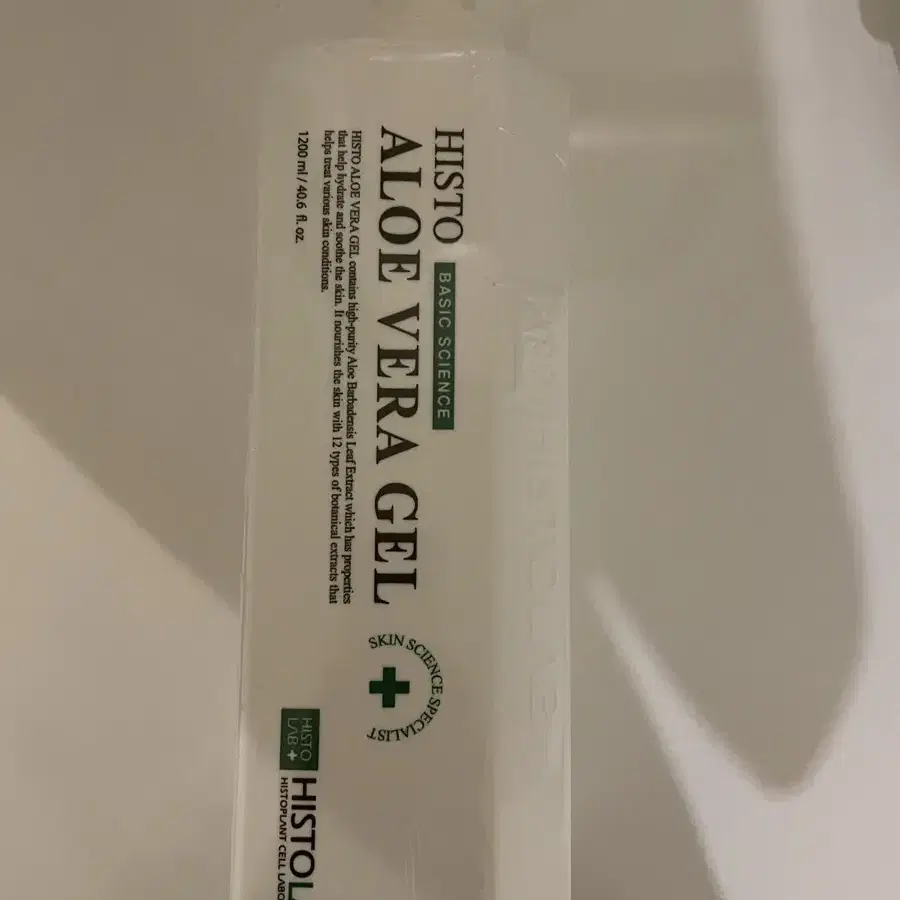 HISTO BASIC SCIENCE
ALOE VERA GEL
HISTO ALOE VERA GEL contains high-purity Aloe Barbadensis Leaf Extract which has properties
that help hydrate and soothe the skin. It nourishes the skin with 12 types of botanical extracts that
helps treat various skin conditions.
1200 ml / 40.6 fl. oz.
SKIN SCIENCE SPECIALIST
HISTO
LAB +
HISTOL
HISTOPLANT CELL LABO